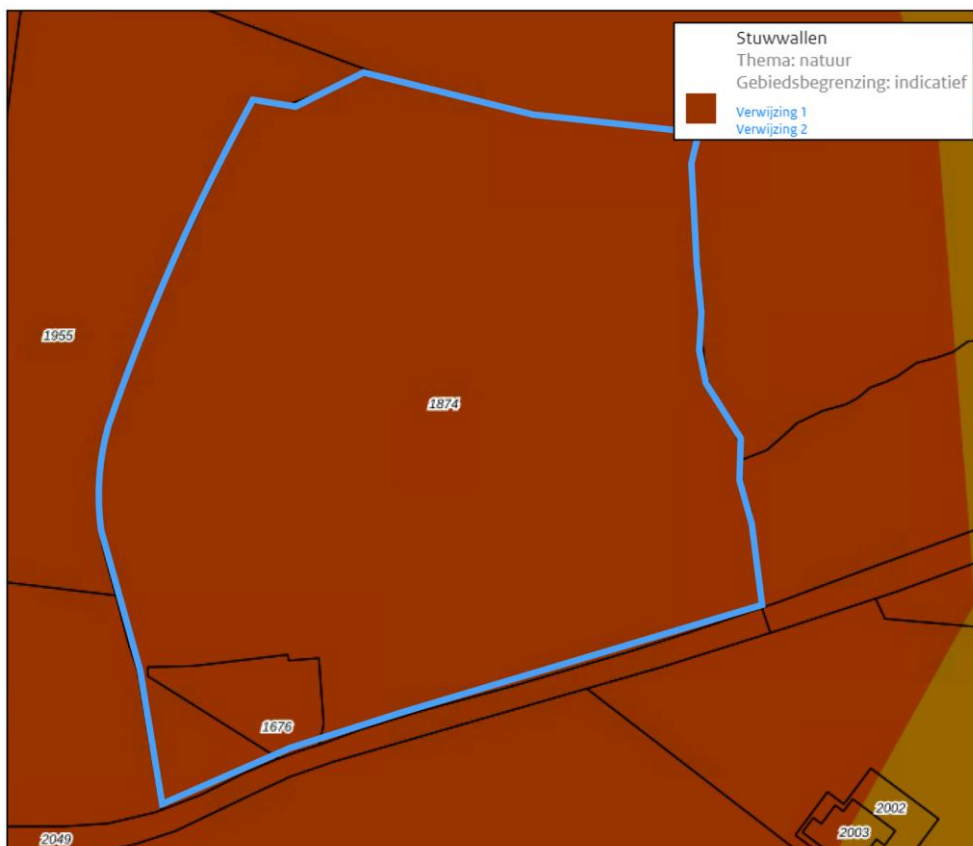 Stuwwallen
Thema: natuur
Gebiedsbegrenzing: indicatief
Verwijzing 1
Verwijzing 2
1955
1874
1676
2002
2003
2049